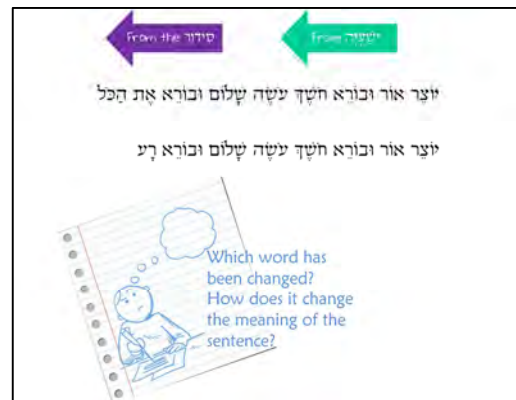 From the סידור
From ישעיה
יוֹצֵר אוֹר וּבוֹרֵא חֹשֶׁךְ עֹשֶׂה שָׁלוֹם וּבוֹרֵא אֶת הַכֹּל
יוֹצֵר אוֹר וּבוֹרֵא חֹשֶׁךְ עֹשֶׂה שָׁלוֹם וּבוֹרֵא רָע
Which word has
been changed?
How does it change
the meaning of the
sentence?